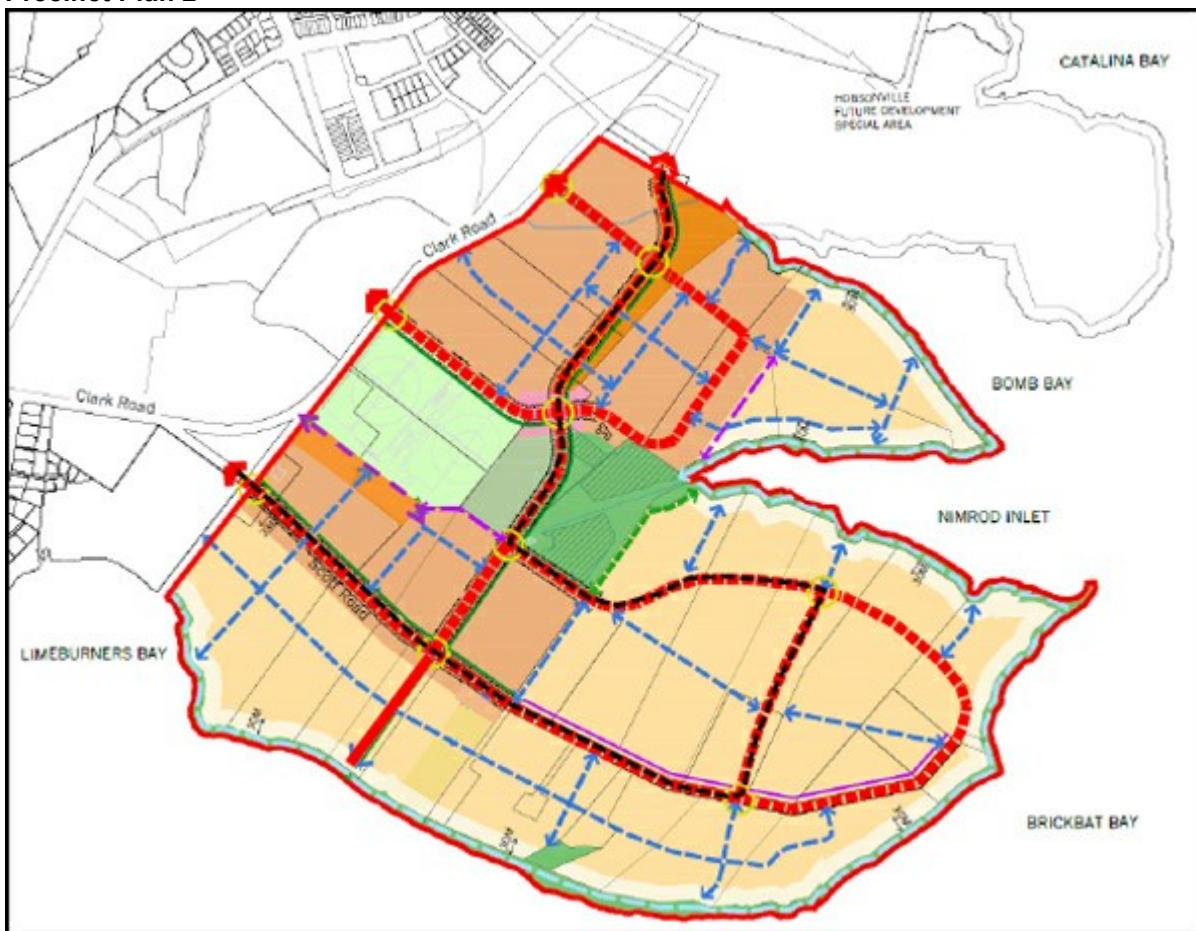 Precinct Plan 2
CATALINA BAY
HOBSONVILLE
FUTURE DEVELOPMENT
SPECIAL AREA
Clark Road
BOMB BAY
Clark Road
NIMROD INLET
Scott Road
LIMEBURNERS BAY
BRICKBAT BAY